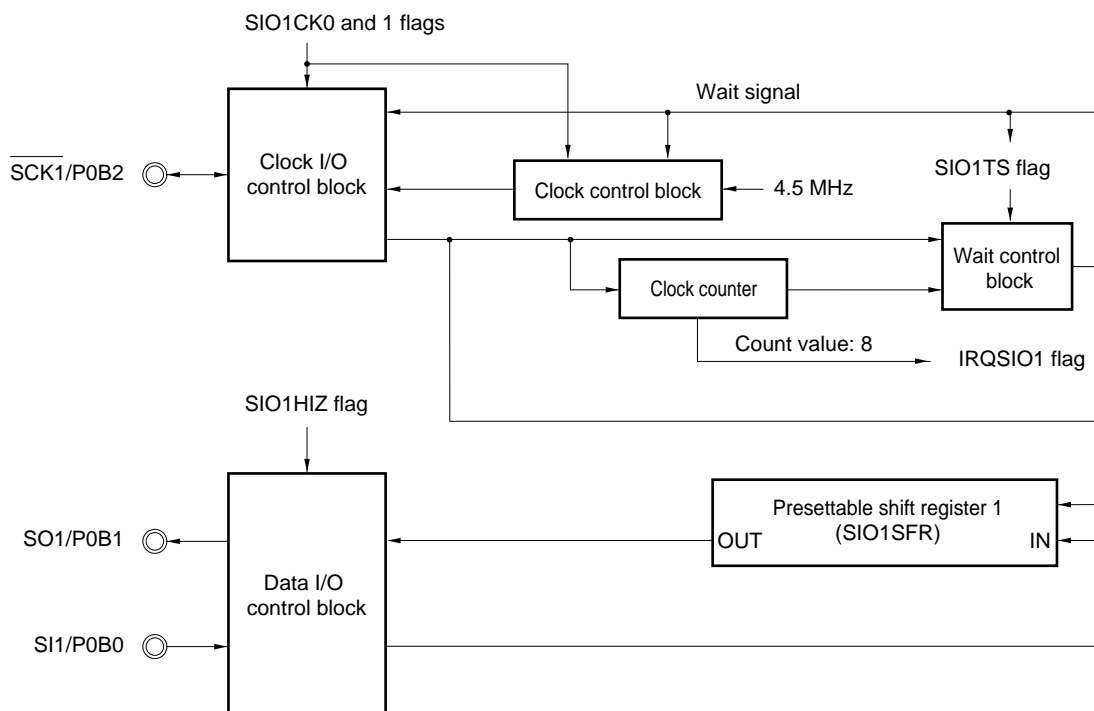 SIO1CK0 and 1 flags
Wait signal
Clock I/O
control block
SCK1/P0B2
Clock control block
4.5 MHz
SIO1TS flag
Wait control
block
Clock counter
Count value: 8
IRQSIO1 flag
SIO1HIZ flag
Presettable shift register 1
(SIO1SFR)
OUT
IN
SO1/P0B1
Data I/O
control block
SI1/P0B0